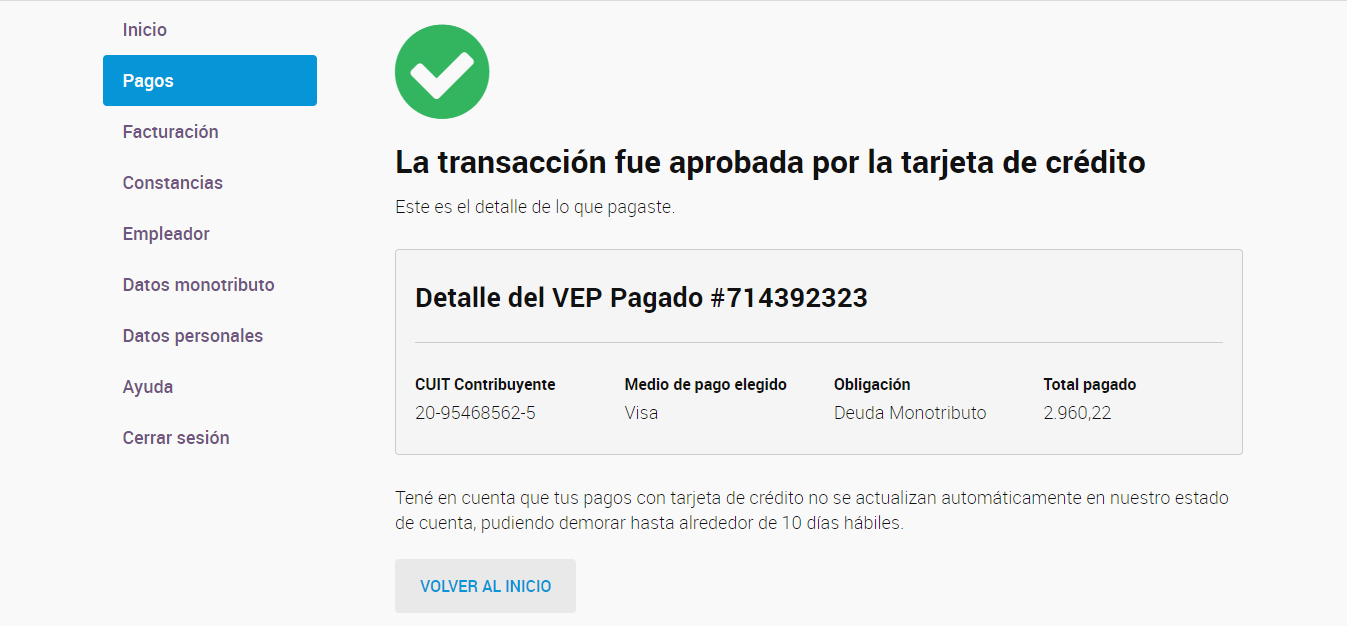 Inicio
Pagos
Facturación
Constancias
Empleador
Datos monotributo
Datos personales
Ayuda
Cerrar sesión
La transacción fue aprobada por la tarjeta de crédito
Este es el detalle de lo que pagaste.
Detalle del VEP Pagado #714392323
CUIT Contribuyente
20-95468562-5
Medio de pago elegido
Visa
Obligación
Deuda Monotributo
Total pagado
2.960,22
Tené en cuenta que tus pagos con tarjeta de crédito no se actualizan automáticamente en nuestro estado
de cuenta, pudiendo demorar hasta alrededor de 10 días hábiles.
VOLVER AL INICIO